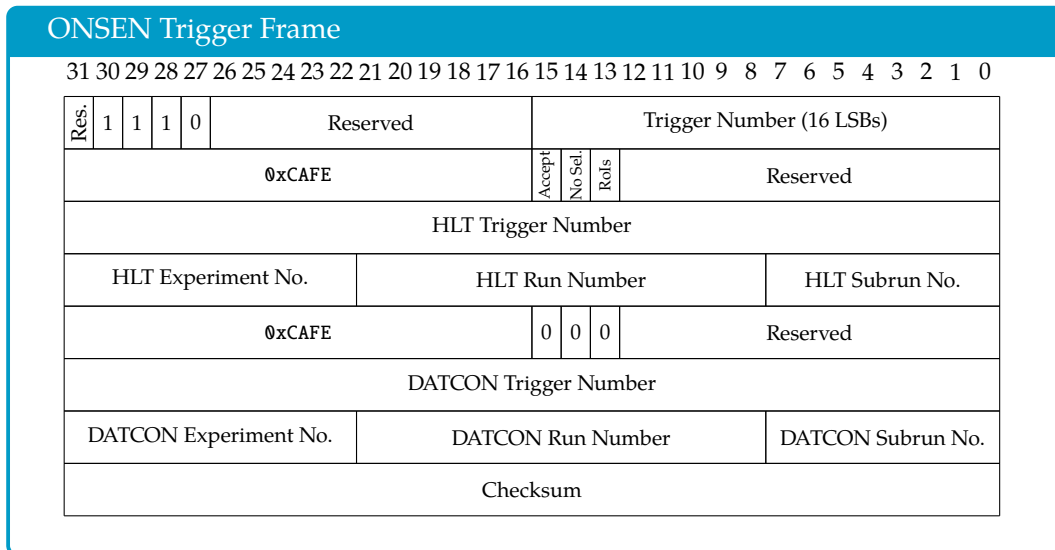 ONSEN Trigger Frame
31 30 29 28 27 26 25 24 23 22 21 20 19 18 17 16 15 14 13 12 11 10 9 8 7 6 5 4 3 2 1 0
Res. 1 1 1 0 Reserved Trigger Number (16 LSBs)
0xCAFE Accept No Sel. RoIs Reserved
HLT Trigger Number
HLT Experiment No. HLT Run Number HLT Subrun No.
0xCAFE 0 0 0 Reserved
DATCON Trigger Number
DATCON Experiment No. DATCON Run Number DATCON Subrun No.
Checksum